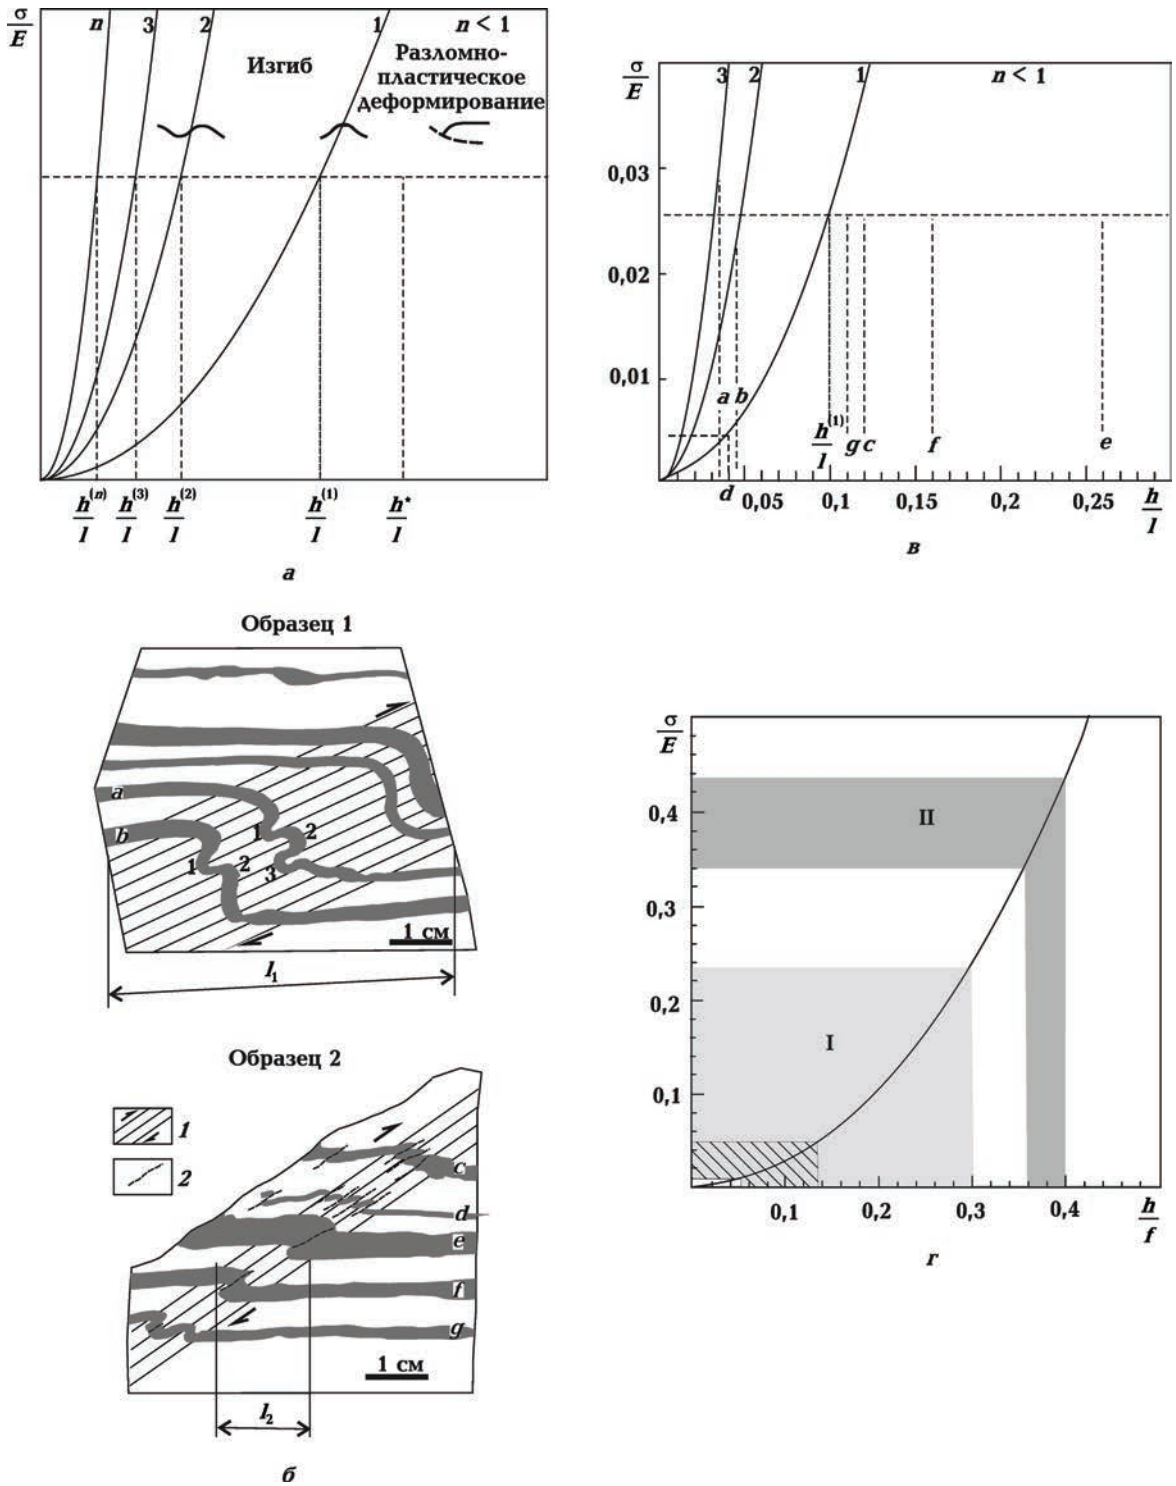 σ/E
n 3 2 1 n < 1
Изгиб
Разломно-
пластическое
деформирование
h/l (n) h/l (3) h/l (2) h/l (1) h*/l
а
σ/E
3 2 1 n < 1
0,03
0,02
0,01
a b
h/l (1) g c f e
d 0,05 0,1 0,15 0,2 0,25 h/l
в
Образец 1
a
b
1 2
1 2
3
1 см
l₁
Образец 2
1
2
c
d
e
f
g
1 см
l₂
б
σ/E
0,4
II
0,3
0,2
I
0,1
0,1 0,2 0,3 0,4 h/f
г